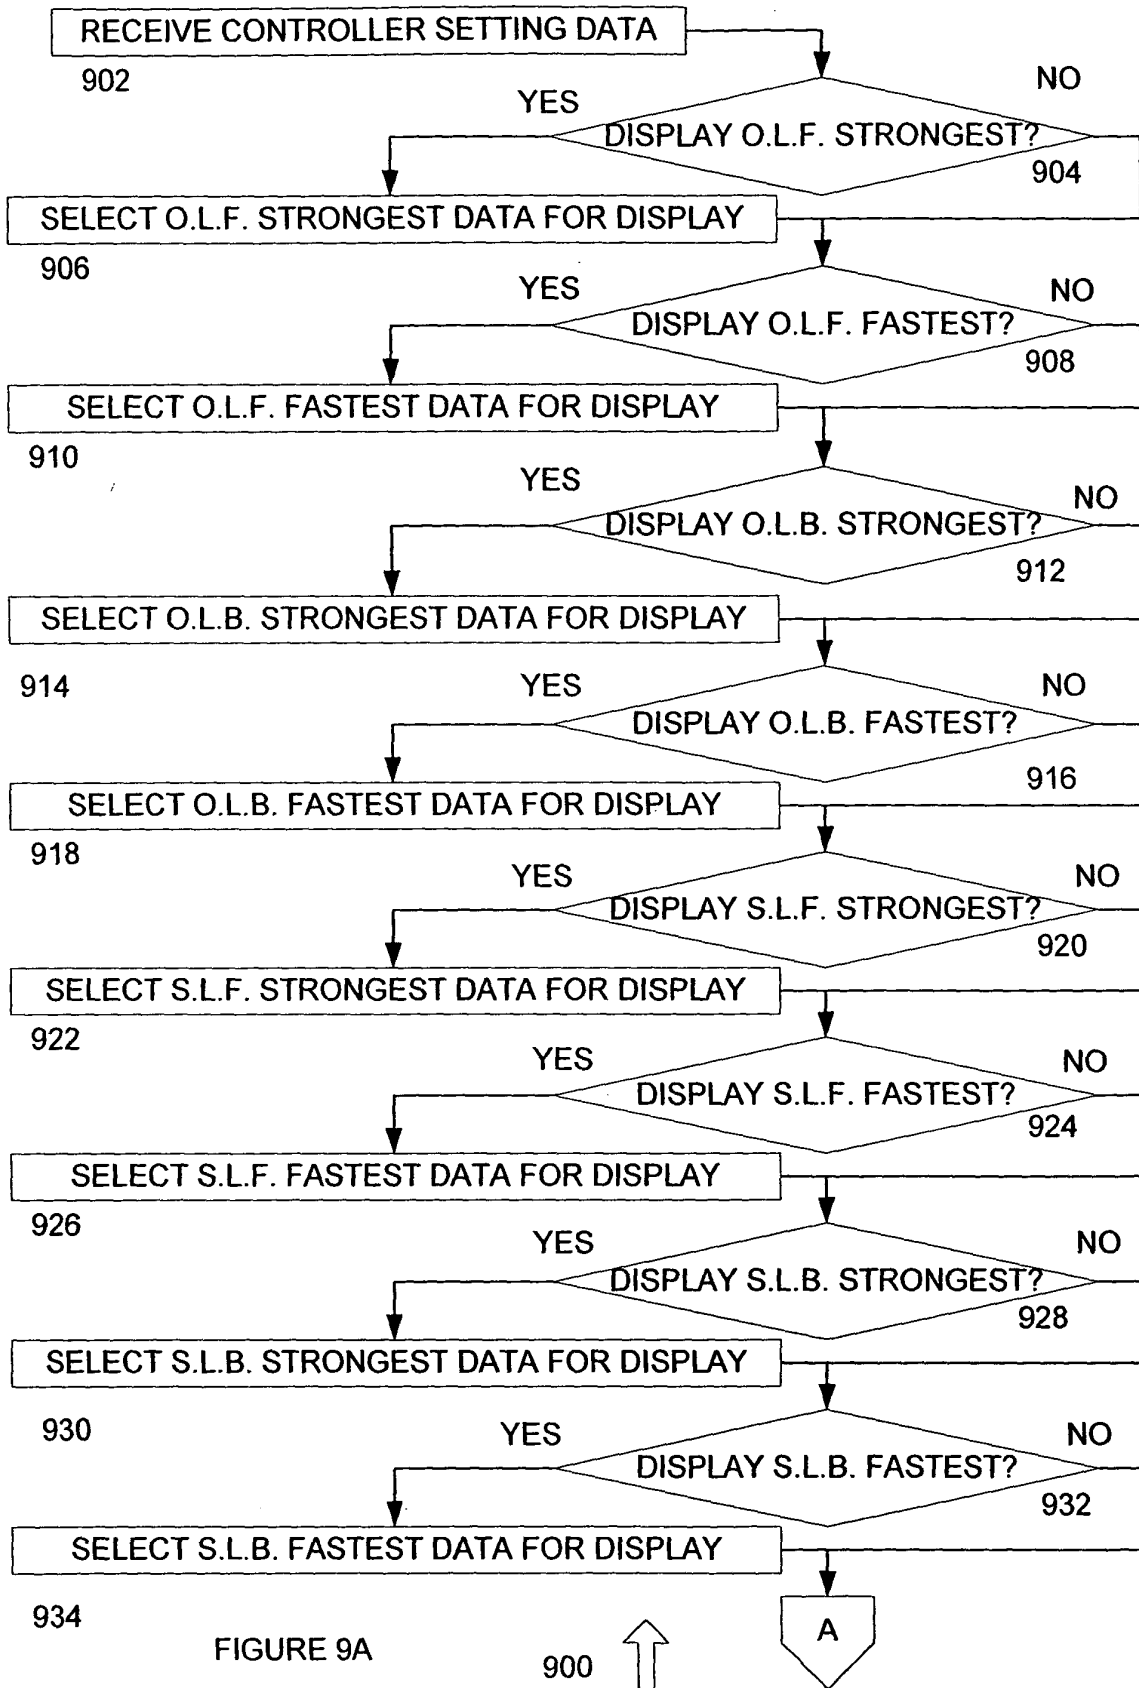 RECEIVE CONTROLLER SETTING DATA
902
YES
NO
DISPLAY O.L.F. STRONGEST?
904
SELECT O.L.F. STRONGEST DATA FOR DISPLAY
906
YES
NO
DISPLAY O.L.F. FASTEST?
908
SELECT O.L.F. FASTEST DATA FOR DISPLAY
910
YES
NO
DISPLAY O.L.B. STRONGEST?
912
SELECT O.L.B. STRONGEST DATA FOR DISPLAY
914
YES
NO
DISPLAY O.L.B. FASTEST?
916
SELECT O.L.B. FASTEST DATA FOR DISPLAY
918
YES
NO
DISPLAY S.L.F. STRONGEST?
920
SELECT S.L.F. STRONGEST DATA FOR DISPLAY
922
YES
NO
DISPLAY S.L.F. FASTEST?
924
SELECT S.L.F. FASTEST DATA FOR DISPLAY
926
YES
NO
DISPLAY S.L.B. STRONGEST?
928
SELECT S.L.B. STRONGEST DATA FOR DISPLAY
930
YES
NO
DISPLAY S.L.B. FASTEST?
932
SELECT S.L.B. FASTEST DATA FOR DISPLAY
934
A
FIGURE 9A
900